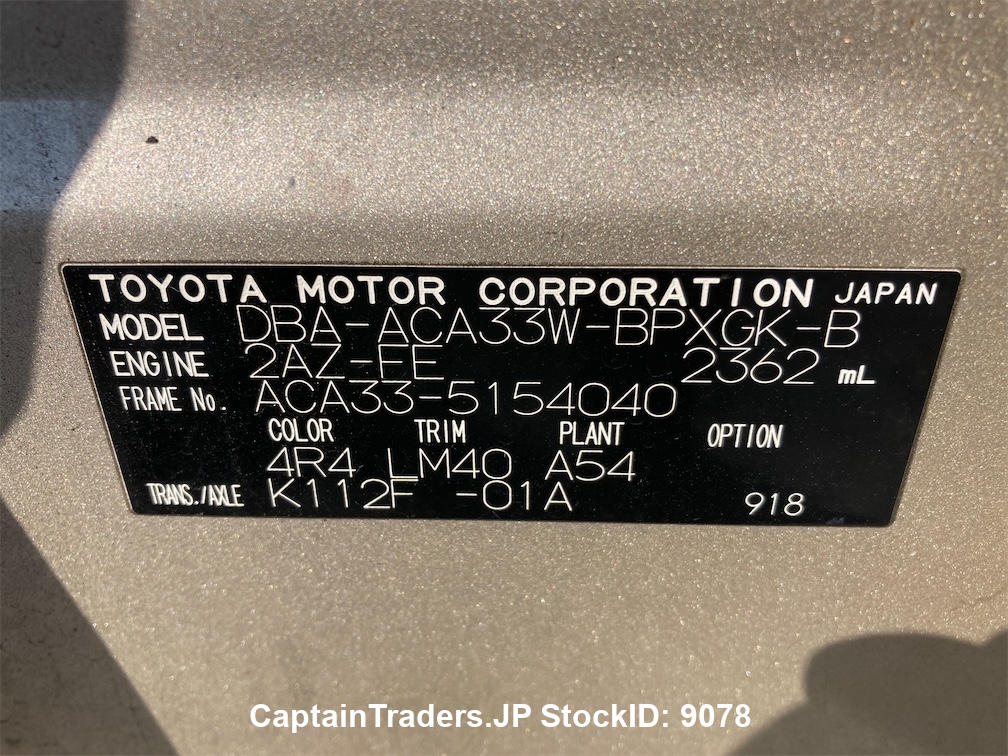 TOYOTA MOTOR CORPORATION JAPAN
MODEL DBA-ACA33W-BPXGK-B
ENGINE 2AZ-FE 2362 mL
FRAME No. ACA33-5154040
COLOR TRIM PLANT OPTION
4R4 LM40 A54
TRANS./AXLE K112F -01A 918
CaptainTraders.JP StockID: 9078